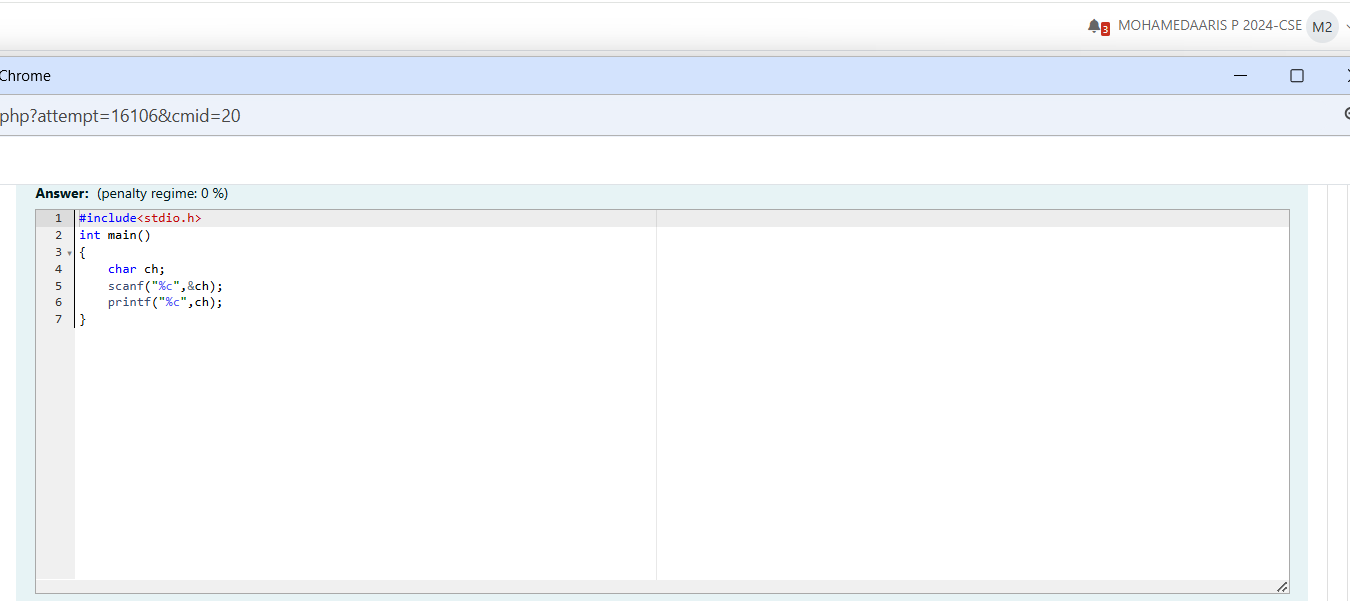 3 MOHAMEDAARIS P 2024-CSE M2
Chrome
php?attempt=16106&cmid=20
Answer: (penalty regime: 0 %)
1 #include<stdio.h>
2 int main()
3 {
4 char ch;
5 scanf("%c",&ch);
6 printf("%c",ch);
7 }